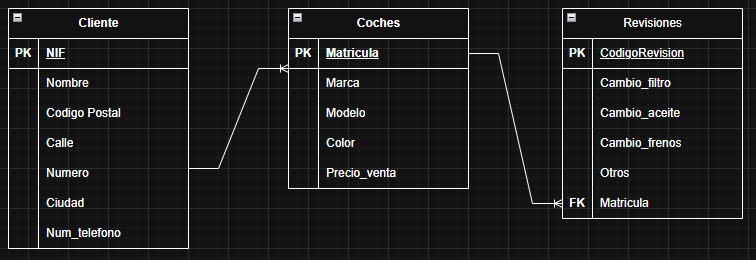 Cliente
PK NIF
Nombre
Codigo Postal
Calle
Numero
Ciudad
Num_telefono
Coches
PK Matricula
Marca
Modelo
Color
Precio_venta
Revisiones
PK CodigoRevision
Cambio_filtro
Cambio_aceite
Cambio_frenos
Otros
FK Matricula